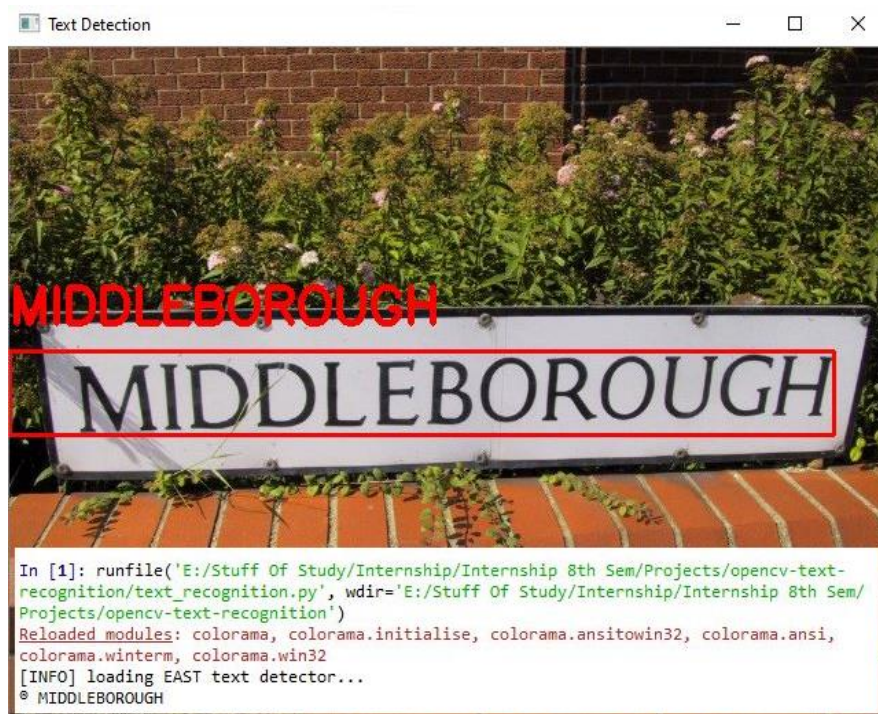 Text Detection
MIDDLEBOROUGH
MIDDLEBOROUGH
In [1]: runfile('E:/Stuff Of Study/Internship/Internship 8th Sem/Projects/opencv-text-
recognition/text_recognition.py', wdir='E:/Stuff Of Study/Internship/Internship 8th Sem/
Projects/opencv-text-recognition')
Reloaded modules: colorama, colorama.initialise, colorama.ansitowin32, colorama.ansi,
colorama.winterm, colorama.win32
[INFO] loading EAST text detector...
® MIDDLEBOROUGH